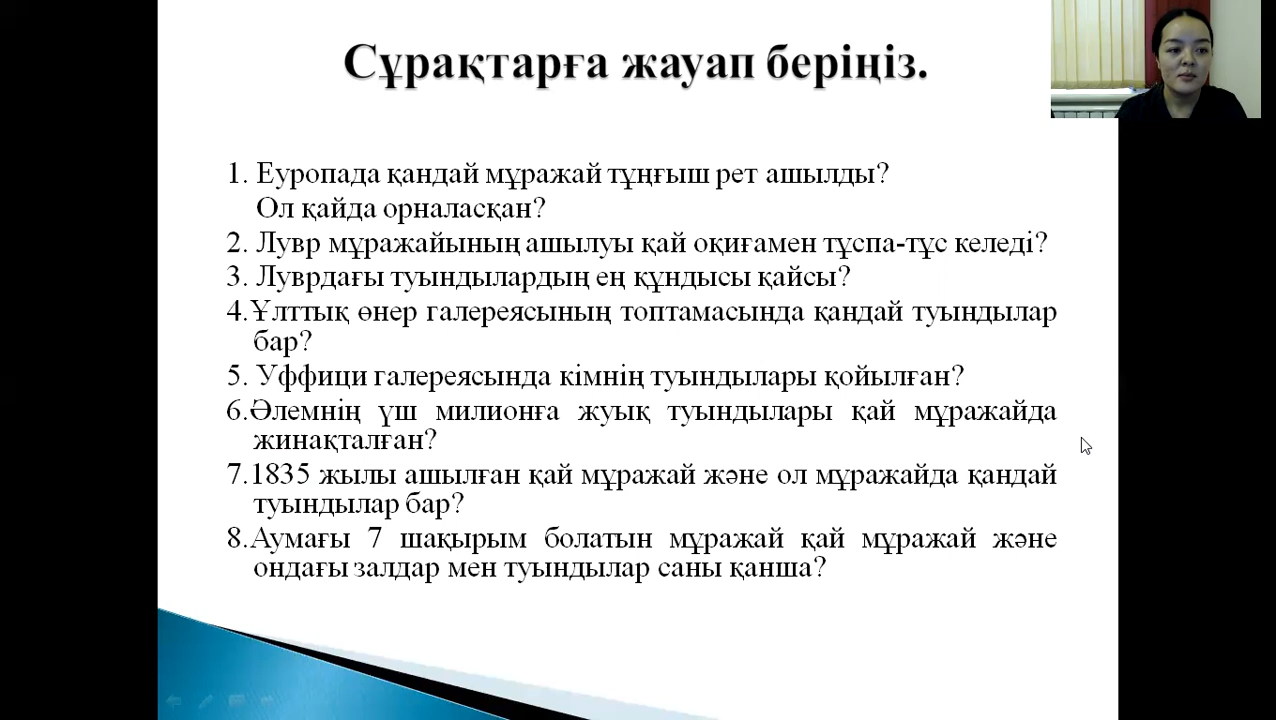 Сұрақтарға жауап беріңіз.
1. Еуропада қандай мұражай тұңғыш рет ашылды?
Ол қайда орналасқан?
2. Лувр мұражайының ашылуы қай оқиғамен тұспа-тұс келеді?
3. Луврдағы туындылардың ең құндысы қайсы?
4.Ұлттық өнер галереясының топтамасында қандай туындылар
бар?
5. Уффици галереясында кімнің туындылары қойылған?
6.Әлемнің үш милионға жуық туындылары қай мұражайда
жинақталған?
7.1835 жылы ашылған қай мұражай және ол мұражайда қандай
туындылар бар?
8.Аумағы 7 шақырым болатын мұражай қай мұражай және
ондағы залдар мен туындылар саны қанша?